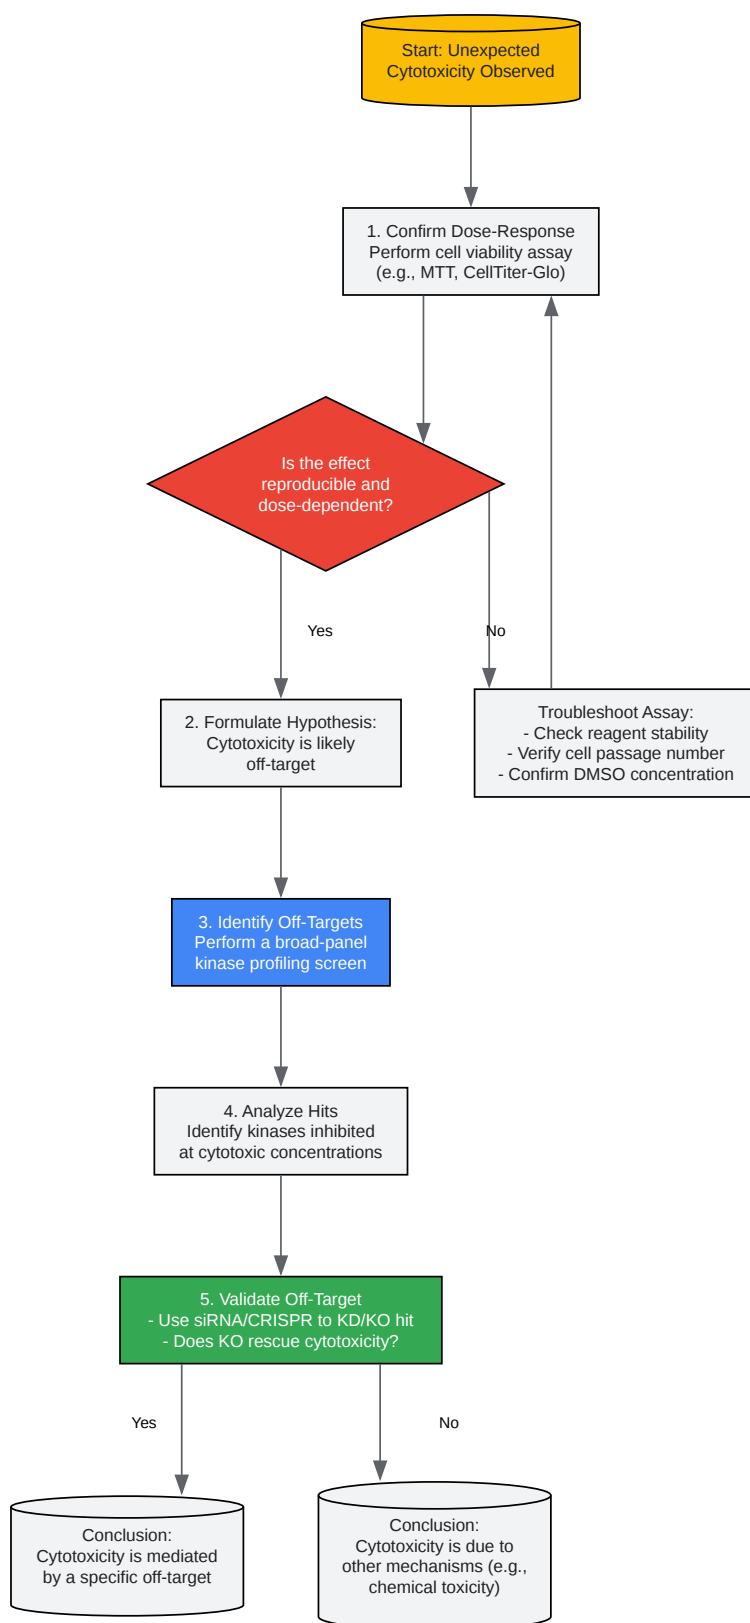 Start: Unexpected
Cytotoxicity Observed
1. Confirm Dose-Response
Perform cell viability assay
(e.g., MTT, CellTiter-Glo)
Is the effect
reproducible and
dose-dependent?
Yes
No
2. Formulate Hypothesis:
Cytotoxicity is likely
off-target
Troubleshoot Assay:
- Check reagent stability
- Verify cell passage number
- Confirm DMSO concentration
3. Identify Off-Targets
Perform a broad-panel
kinase profiling screen
4. Analyze Hits
Identify kinases inhibited
at cytotoxic concentrations
5. Validate Off-Target
- Use siRNA/CRISPR to KD/KO hit
- Does KO rescue cytotoxicity?
Yes
No
Conclusion:
Cytotoxicity is mediated
by a specific off-target
Conclusion:
Cytotoxicity is due to
other mechanisms (e.g.,
chemical toxicity)